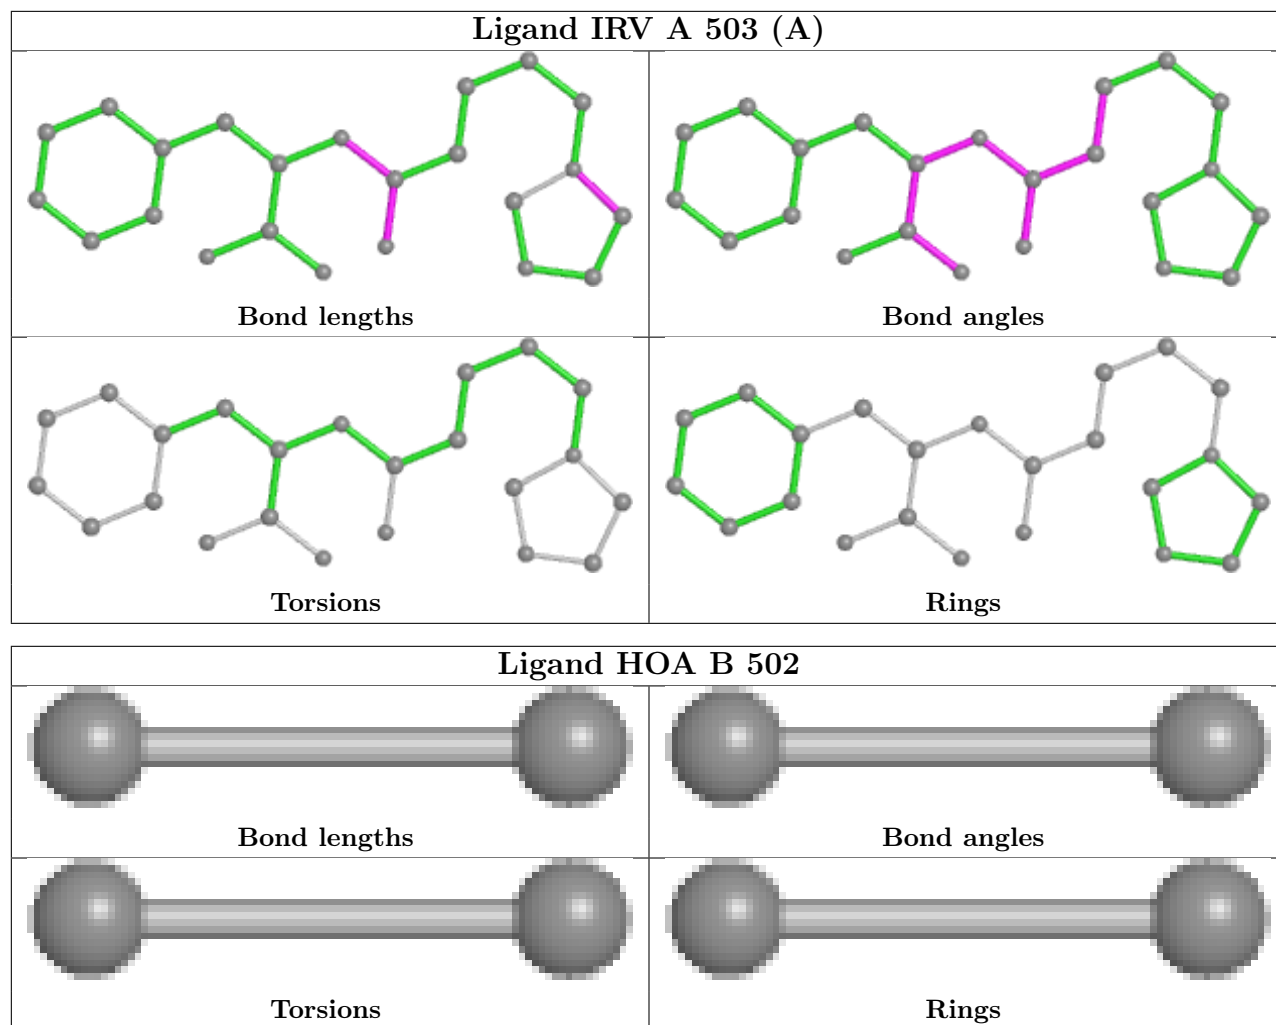 Ligand IRV A 503 (A)
Bond lengths
Bond angles
Torsions
Rings
Ligand HOA B 502
Bond lengths
Bond angles
Torsions
Rings